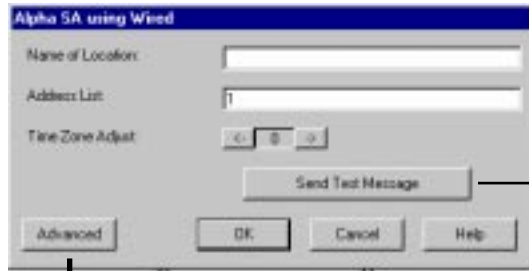 Alpha SA using Wired
Name of Location:
Address List: 1
Time Zone Adjust: <- 0 ->
Send Test Message
Advanced OK Cancel Help